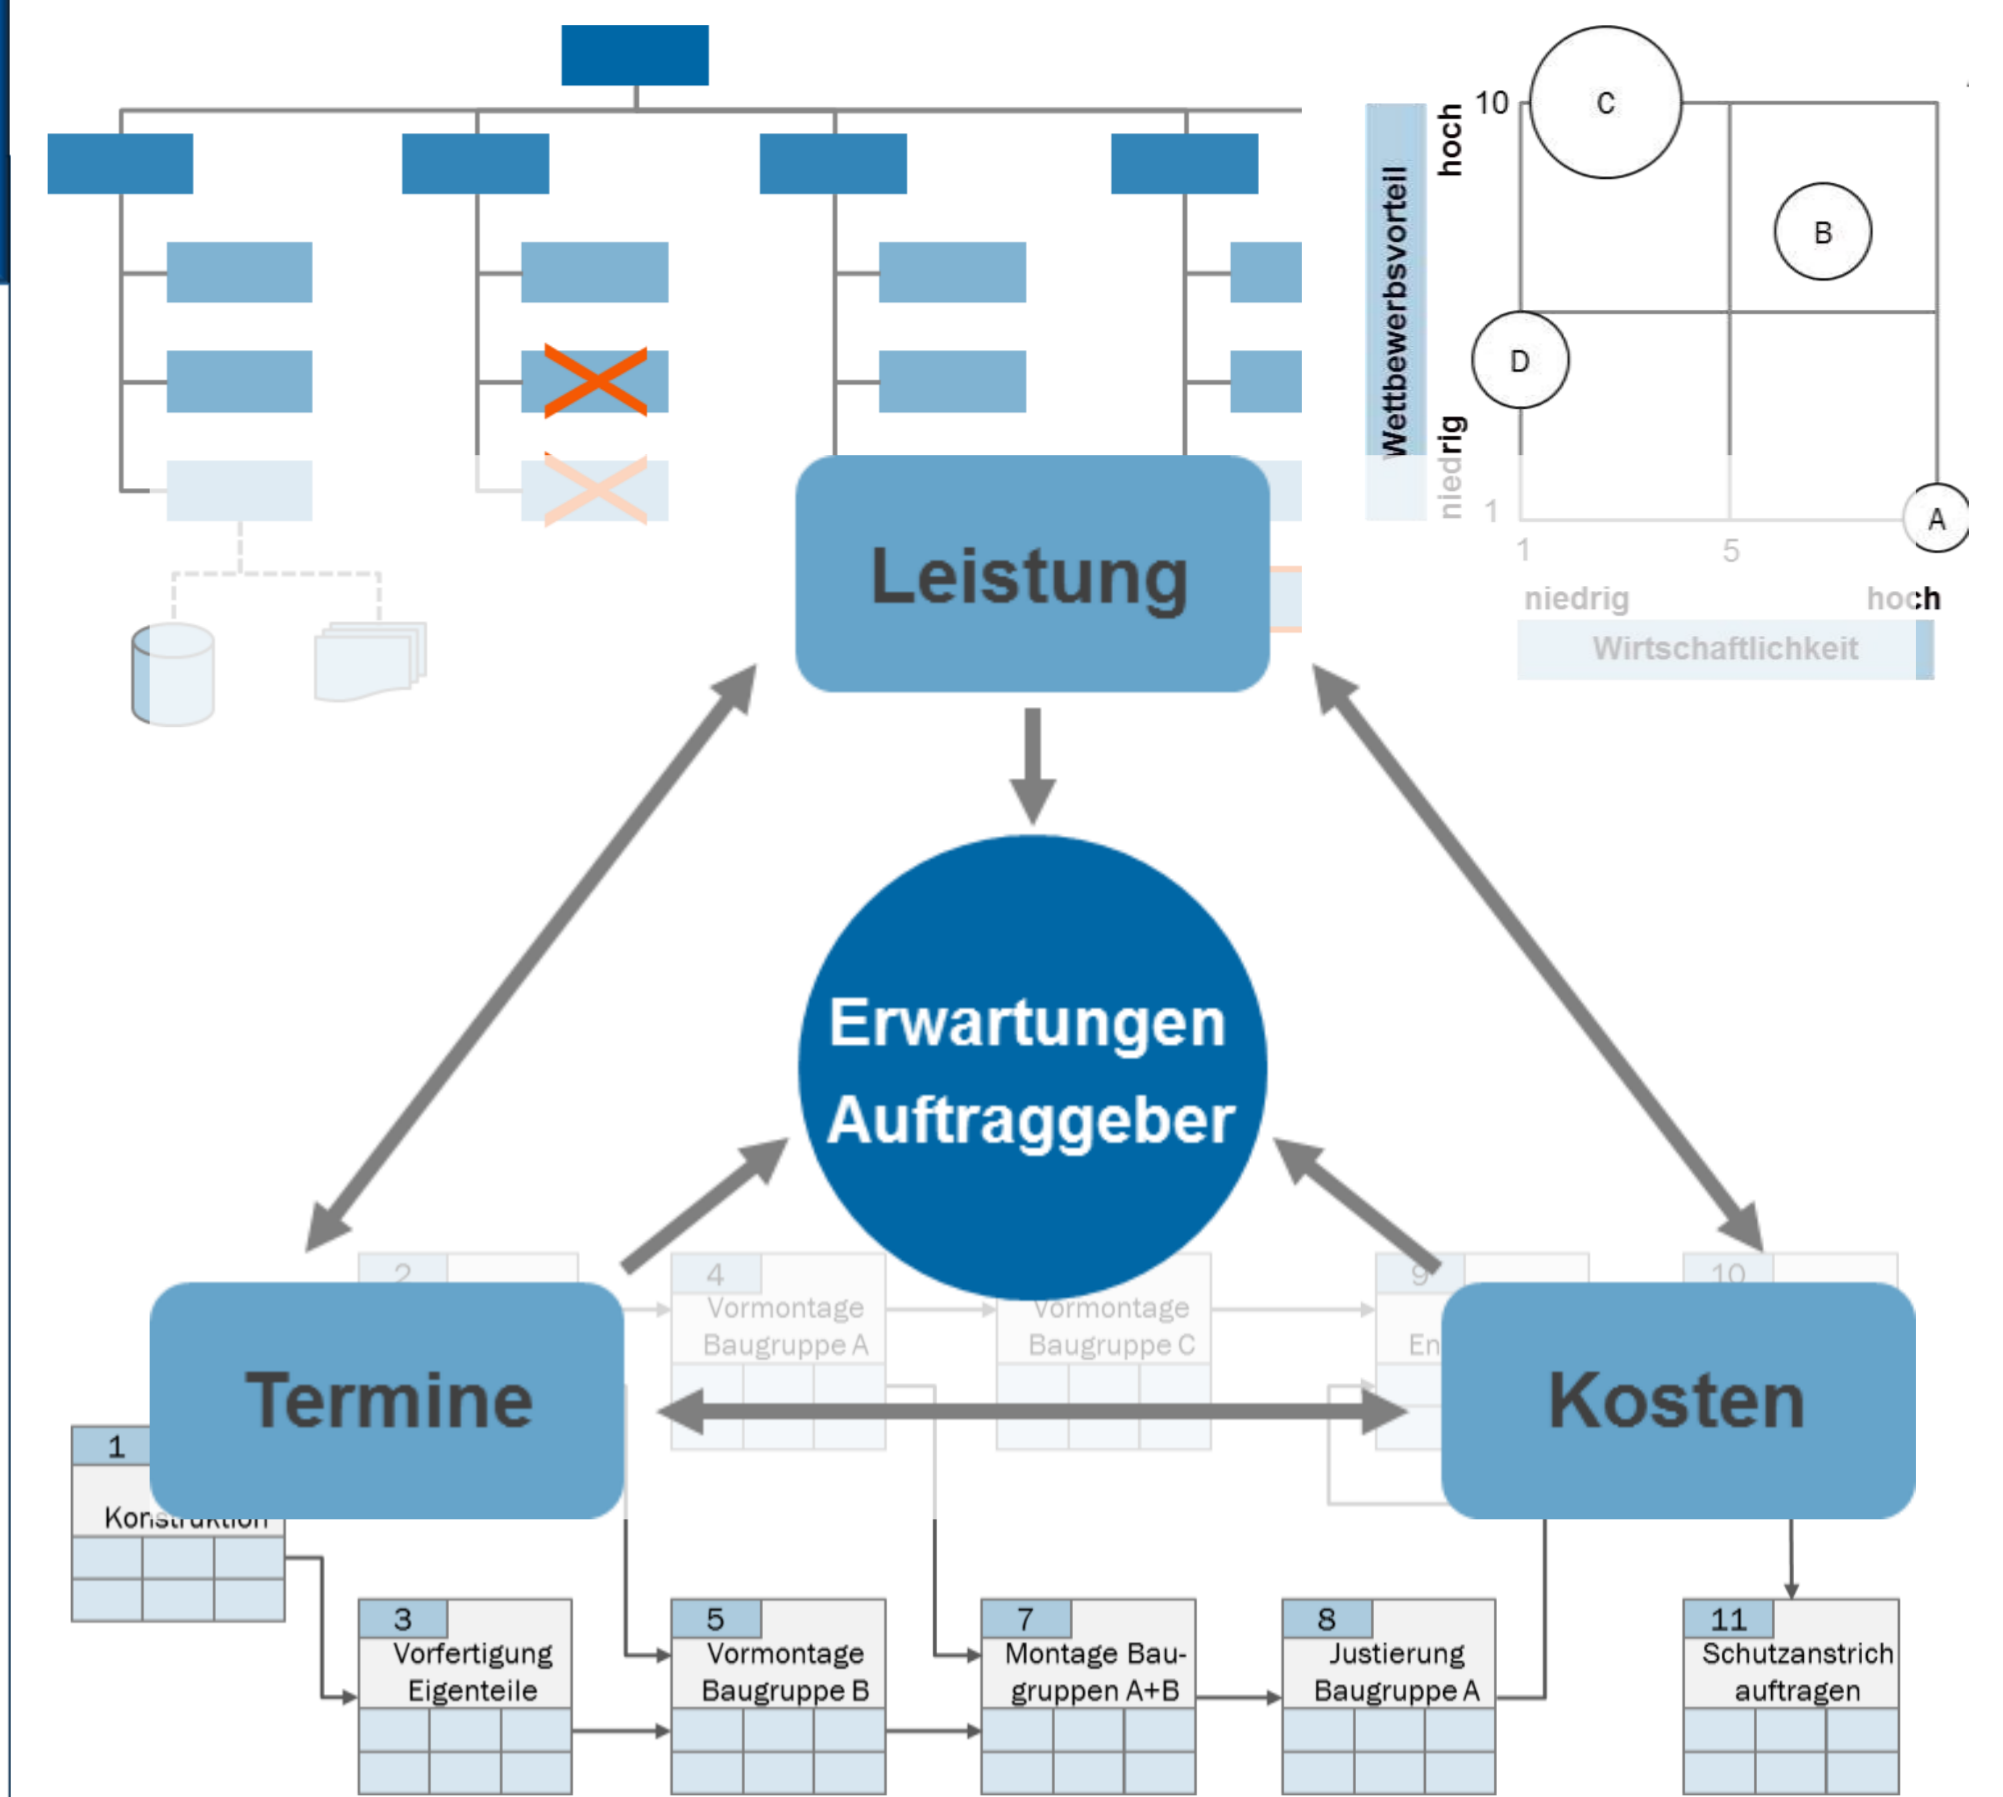 10
hoch
C
Wettbewerbsvorteil
B
D
niedrig
1
A
1
5
niedrig
hoch
Wirtschaftlichkeit
Leistung
Erwartungen
Auftraggeber
2
4
Vormontage
Baugruppe A
Vormontage
Baugruppe C
9
10
Termine
Kosten
1
Konstruktion
3
Vorfertigung
Eigenteile
5
Vormontage
Baugruppe B
7
Montage Bau-
gruppen A+B
8
Justierung
Baugruppe A
11
Schutzanstrich
auftragen